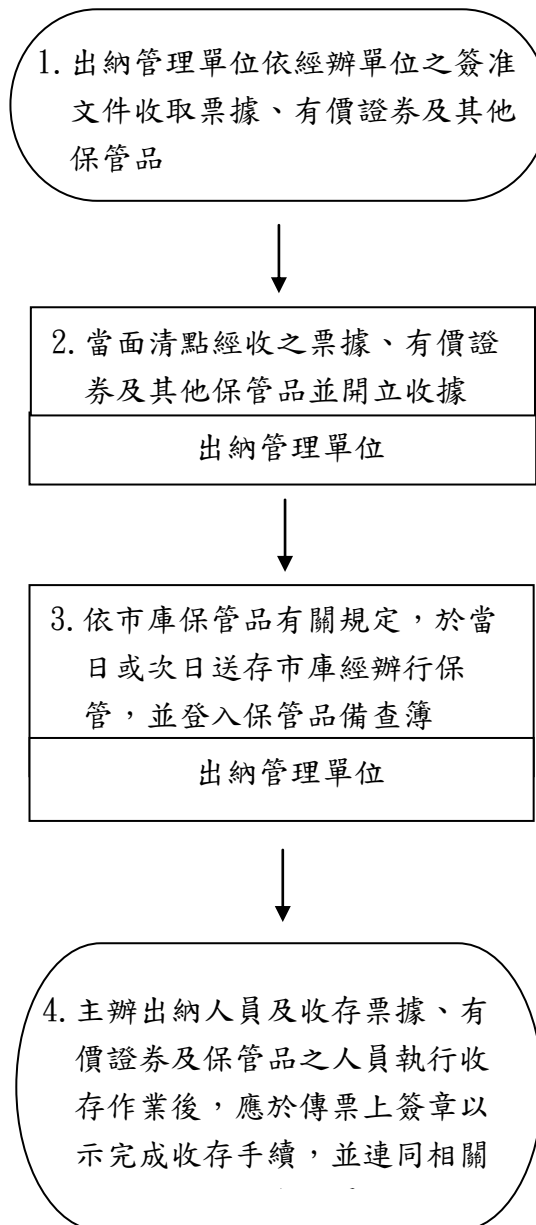 1. 出納管理單位依經辦單位之簽准
文件收取票據、有價證券及其他
保管品
2. 當面清點經收之票據、有價證
券及其他保管品並開立收據
出納管理單位
3. 依市庫保管品有關規定，於當
日或次日送存市庫經辦行保
管，並登入保管品備查簿
出納管理單位
4. 主辦出納人員及收存票據、有
價證券及保管品之人員執行收
存作業後，應於傳票上簽章以
示完成收存手續，並連同相關